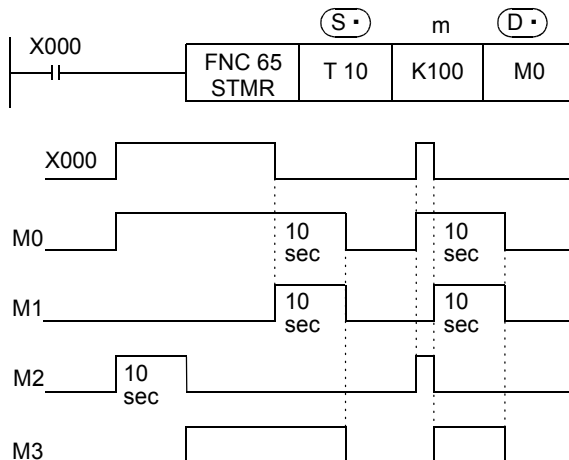 S · m D ·
X000
FNC 65 STMR T 10 K100 M0
X000
M0 10 sec 10 sec
M1 10 sec 10 sec
M2 10 sec
M3